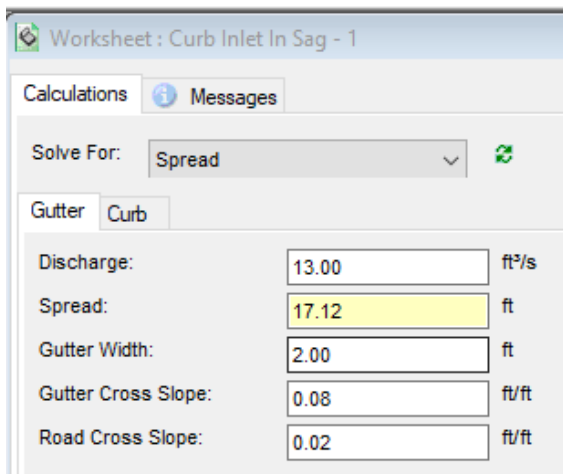 Worksheet : Curb Inlet In Sag - 1
Calculations Messages
Solve For: Spread
Gutter Curb
Discharge: 13.00 ft³/s
Spread: 17.12 ft
Gutter Width: 2.00 ft
Gutter Cross Slope: 0.08 ft/ft
Road Cross Slope: 0.02 ft/ft